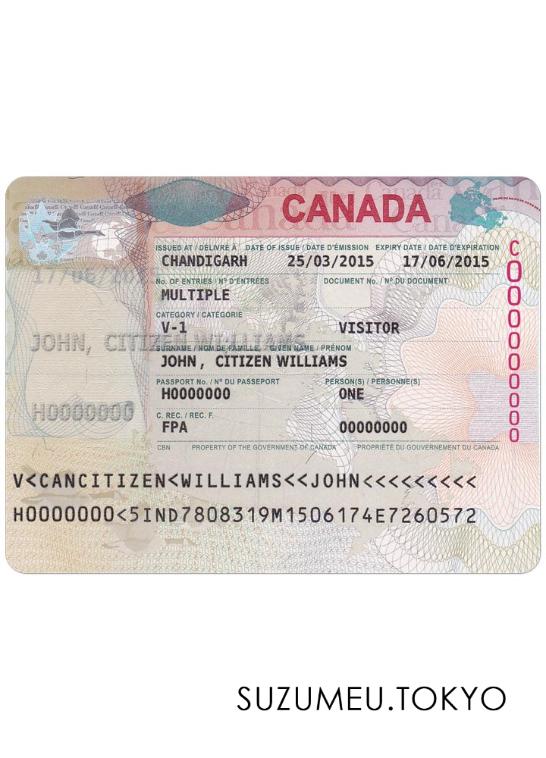 CANADA
ISSUED AT / DÉLIVRÉ À DATE OF ISSUE / DATE D'ÉMISSION EXPIRY DATE / DATE D'EXPIRATION
CHANDIGARH 25/03/2015 17/06/2015
No. OF ENTRIES / Nº D'ENTRÉES DOCUMENT No. / Nº DU DOCUMENT
MULTIPLE
CATEGORY / CATÉGORIE
V-1 VISITOR
SURNAME / NOM DE FAMILLE, GIVEN NAME / PRÉNOM
JOHN, CITIZEN WILLIAMS
PASSPORT No. / Nº DU PASSEPORT PERSON(S) / PERSONNE(S)
H0000000 ONE
C. REC. / REC. F.
FPA 00000000
CBN PROPERTY OF THE GOVERNMENT OF CANADA PROPRIÉTÉ DU GOUVERNEMENT DU CANADA
C000000000
JOHN, CITIZEN WILLIAMS
H0000000
V<CANCITIZEN<WILLIAMS<<JOHN<<<<<<<<<
H0000000<5IND7808319M1506174E7260572
SUZUMEU.TOKYO